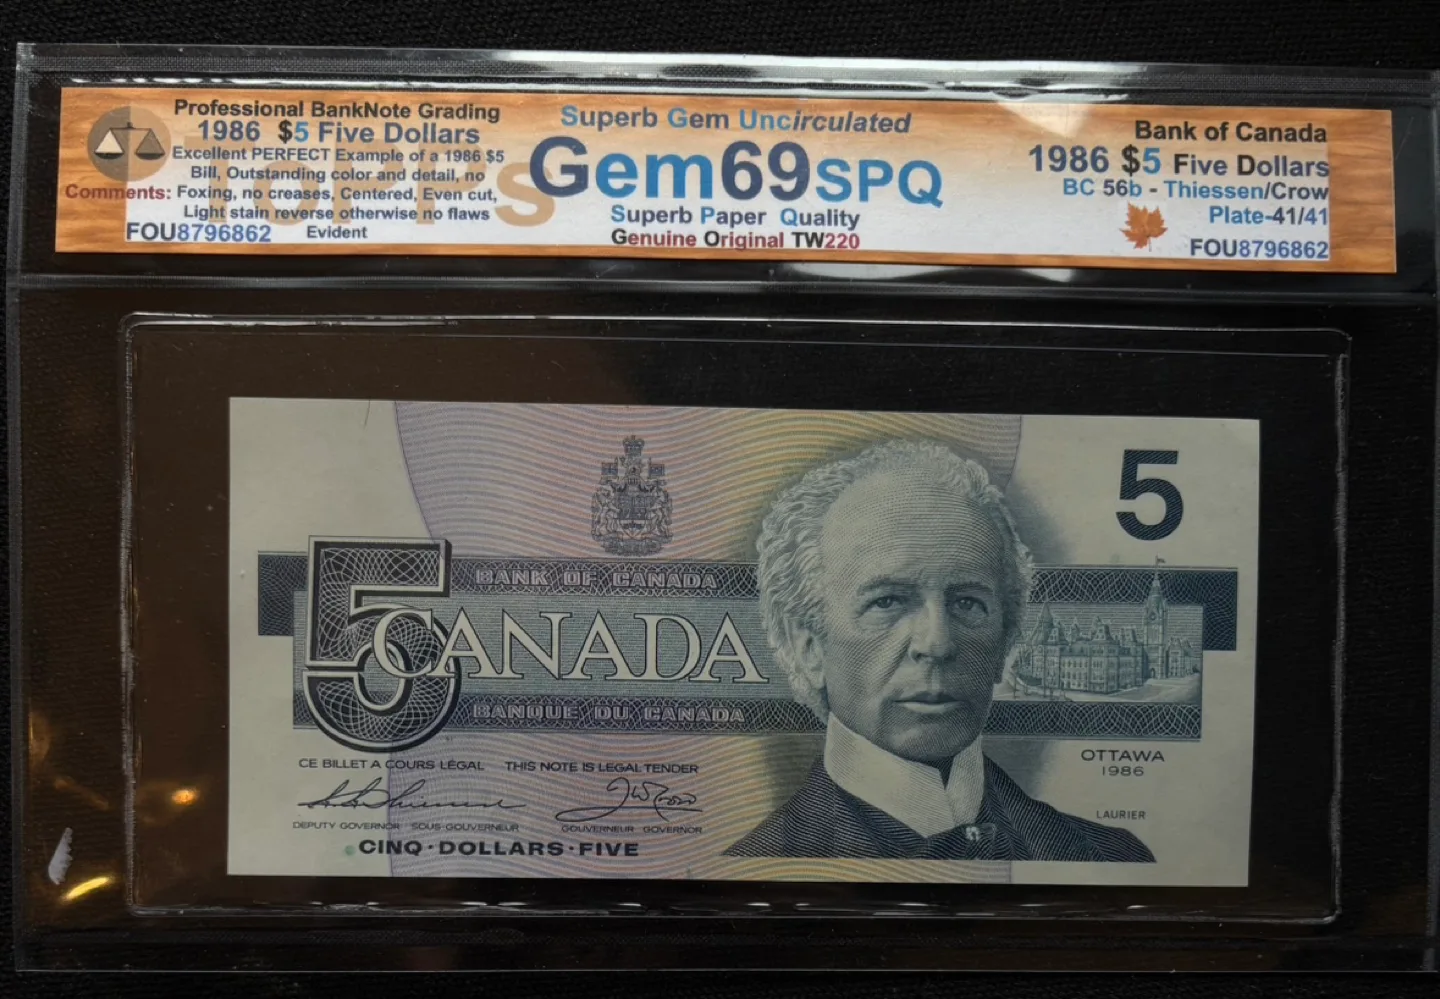 Professional BankNote Grading
1986 $5 Five Dollars
Excellent PERFECT Example of a 1986 $5
Bill, Outstanding color and detail, no
Comments: Foxing, no creases, Centered, Even cut,
Light stain reverse otherwise no flaws
FOU8796862 Evident
Superb Gem Uncirculated
Gem69SPQ
Superb Paper Quality
Genuine Original TW220
Bank of Canada
1986 $5 Five Dollars
BC 56b - Thiessen/Crow
Plate-41/41
FOU8796862
5
BANK OF CANADA
5 CANADA
BANQUE DU CANADA
OTTAWA
1986
CE BILLET A COURS LÉGAL THIS NOTE IS LEGAL TENDER
LAURIER
DEPUTY GOVERNOR SOUS-GOUVERNEUR GOUVERNEUR GOVERNOR
CINQ·DOLLARS·FIVE